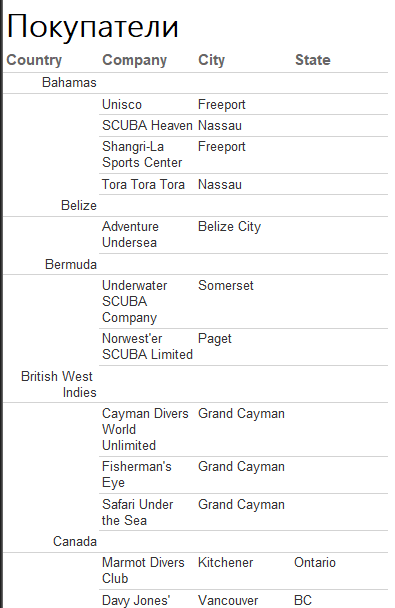 Покупатели
Country Company City State
Bahamas
Unisco Freeport
SCUBA Heaven Nassau
Shangri-La Freeport
Sports Center
Tora Tora Tora Nassau
Belize
Adventure Belize City
Undersea
Bermuda
Underwater Somerset
SCUBA
Company
Norwest'er Paget
SCUBA Limited
British West
Indies
Cayman Divers Grand Cayman
World
Unlimited
Fisherman's Grand Cayman
Eye
Safari Under Grand Cayman
the Sea
Canada
Marmot Divers Kitchener Ontario
Club
Davy Jones' Vancouver BC